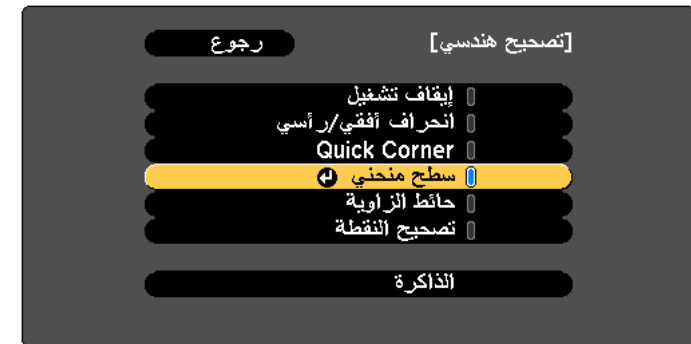 [تصحيح هندسي] رجوع
إيقاف تشغيل
انحراف أفقي/رأسي
Quick Corner
سطح منحني
حائط الزاوية
تصحيح النقطة
الذاكرة